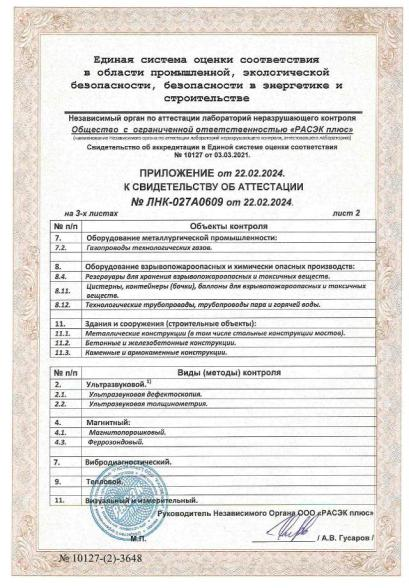 Единая система оценки соответствия
в области промышленной, экологической
безопасности, безопасности в энергетике и
строительстве
Независимый орган по аттестации лабораторий неразрушающего контроля
Общество с ограниченной ответственностью «РАСЭК плюс»
(наименование Независимого органа по аттестации лабораторий неразрушающего контроля, аттестовавшего лабораторию)
Свидетельство об аккредитации в Единой системе оценки соответствия
№ 10127 от 03.03.2021.
ПРИЛОЖЕНИЕ от 22.02.2024.
К СВИДЕТЕЛЬСТВУ ОБ АТТЕСТАЦИИ
№ ЛНК-027А0609 от 22.02.2024.
на 3-х листах лист 2
№ п/п Объекты контроля
7. Оборудование металлургической промышленности:
7.2. Газопроводы технологических газов.
8. Оборудование взрывопожароопасных и химически опасных производств:
8.4. Резервуары для хранения взрывопожароопасных и токсичных веществ.
8.11. Цистерны, контейнеры (бочки), баллоны для взрывопожароопасных и токсичных
веществ.
8.12. Технологические трубопроводы, трубопроводы пара и горячей воды.
11. Здания и сооружения (строительные объекты):
11.1. Металлические конструкции (в том числе стальные конструкции мостов).
11.2. Бетонные и железобетонные конструкции.
11.3. Каменные и армокаменные конструкции.
№ п/п Виды (методы) контроля
2. Ультразвуковой.1)
2.1. Ультразвуковая дефектоскопия.
2.2. Ультразвуковая толщинометрия.
4. Магнитный:
4.1. Магнитопорошковый.
4.3. Феррозондовый.
7. Вибродиагностический.
9. Тепловой.
11. Визуальный и измерительный.
Руководитель Независимого Органа ООО «РАСЭК плюс»
М.П. / А.В. Гусаров /
№ 10127-(2)-3648